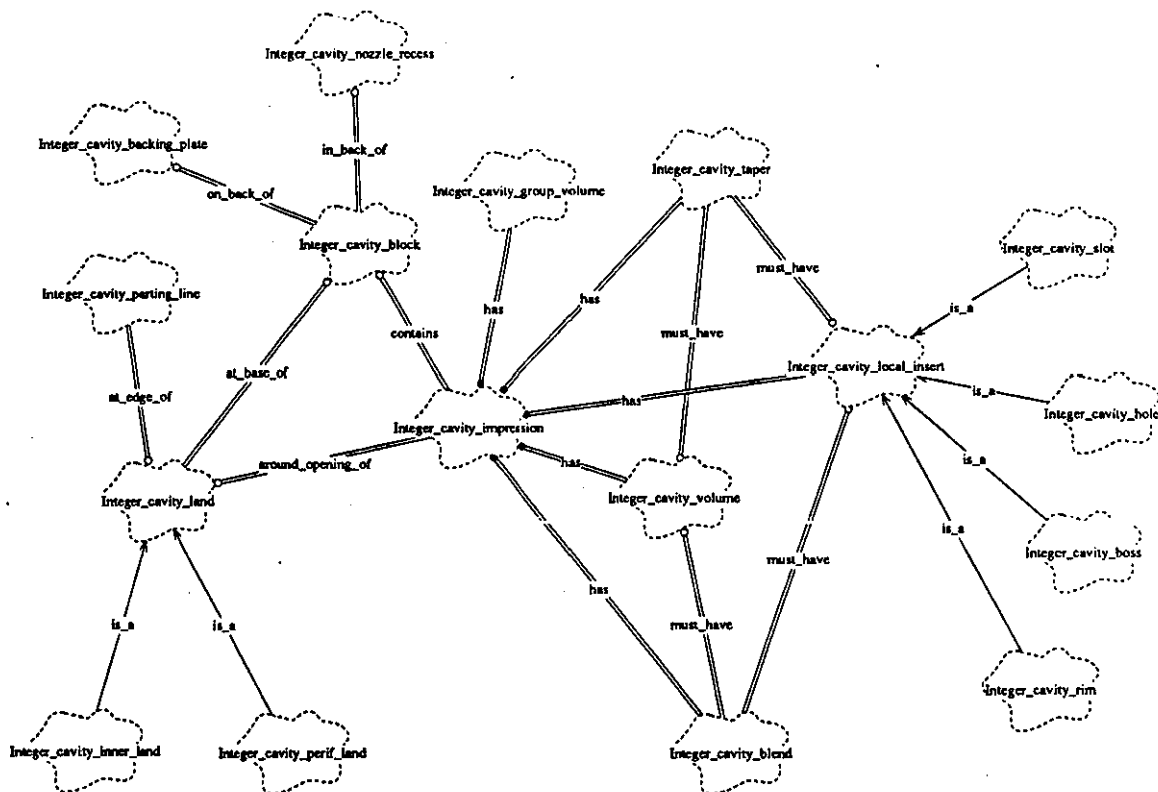 Integer_cavity_nozzle_recess
Integer_cavity_backing_plate
in_back_of
Integer_cavity_taper
on_back_of
Integer_cavity_group_volume
Integer_cavity_block
Integer_cavity_slot
must_have
Integer_cavity_parting_line
has
has
is_a
contains
must_have
at_base_of
Integer_cavity_local_insert
at_edge_of
has
is_a
Integer_cavity_hole
Integer_cavity_impression
around_opening_of
has
is_a
Integer_cavity_land
Integer_cavity_volume
is_a
Integer_cavity_boss
must_have
has
is_a
is_a
must_have
Integer_cavity_rim
Integer_cavity_inner_land
Integer_cavity_perif_land
Integer_cavity_blend